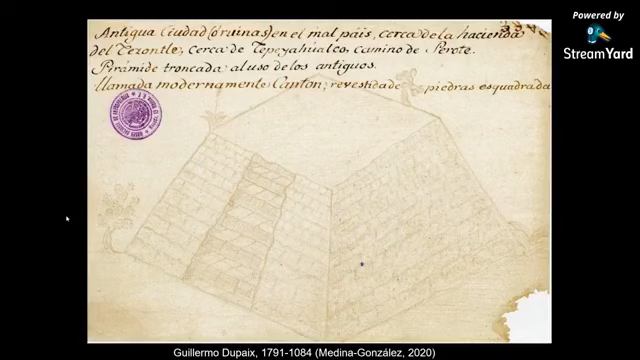 Antigua Ciudad (ó ruinas) en el mal país, cerca de la hacienda
del Tezontle, cerca de Tepeyahualco, camino de Perote.
Pirámide troncada al uso de los antiguos.
llamada modernamente Canton; revestida de piedras esquadrada
Powered by
StreamYard
Guillermo Dupaix, 1791-1084 (Medina-González, 2020)